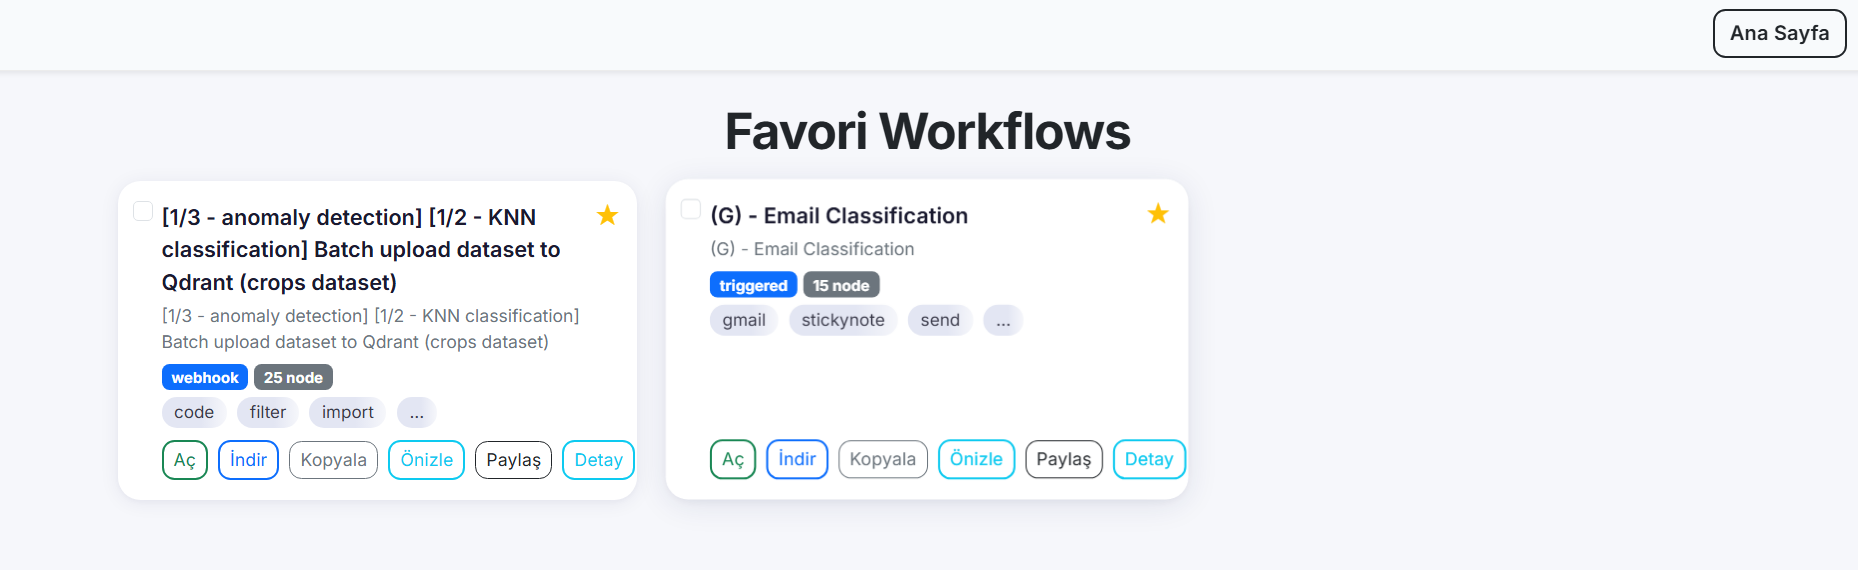 Ana Sayfa
Favori Workflows
[1/3 - anomaly detection] [1/2 - KNN
classification] Batch upload dataset to
Qdrant (crops dataset)
[1/3 - anomaly detection] [1/2 - KNN classification]
Batch upload dataset to Qdrant (crops dataset)
webhook 25 node
code filter import ...
Aç İndir Kopyala Önizle Paylaş Detay
(G) - Email Classification
(G) - Email Classification
triggered 15 node
gmail stickynote send ...
Aç İndir Kopyala Önizle Paylaş Detay